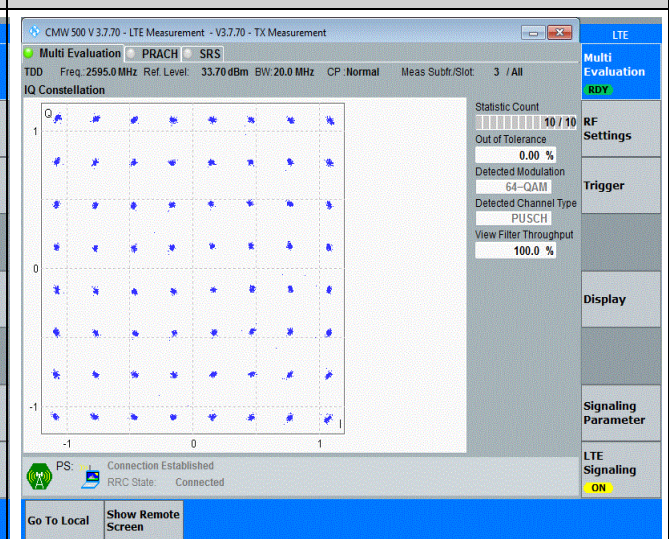 CMW 500 V 3.7.70 - LTE Measurement - V3.7.70 - TX Measurement
LTE
Multi Evaluation PRACH SRS
TDD Freq.: 2595.0 MHz Ref. Level: 33.70 dBm BW: 20.0 MHz CP : Normal Meas Subfr./Slot: 3 / All
IQ Constellation
Multi
Evaluation
RDY
Statistic Count
10 / 10
Out of Tolerance
0.00 %
Detected Modulation
64-QAM
Detected Channel Type
PUSCH
View Filter Throughput
100.0 %
RF
Settings
Trigger
Display
Signaling
Parameter
LTE
Signaling
ON
Q
1
0
-1
I
-1 0 1
PS: Connection Established
RRC State: Connected
Go To Local
Show Remote
Screen